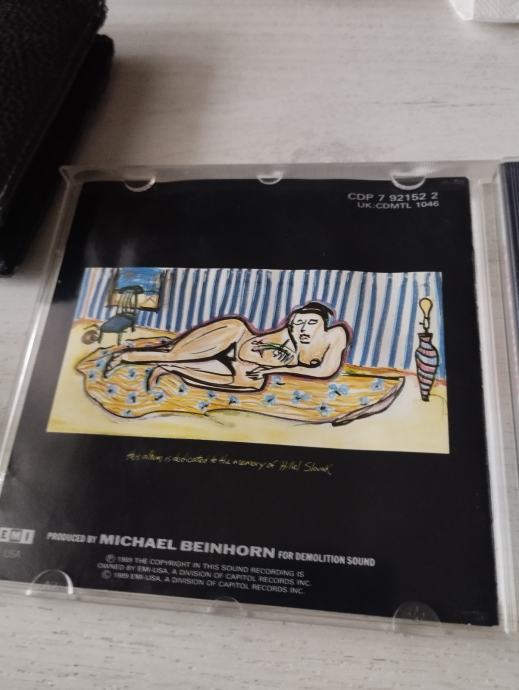 CDP 7 92152 2
UK:CDMTL 1046
this album is dedicated to the memory of Hillel Slovak
EMI
USA
PRODUCED BY MICHAEL BEINHORN FOR DEMOLITION SOUND
Ⓟ 1989 THE COPYRIGHT IN THIS SOUND RECORDING IS
OWNED BY EMI-USA, A DIVISION OF CAPITOL RECORDS INC.
© 1989 EMI-USA, A DIVISION OF CAPITOL RECORDS INC.